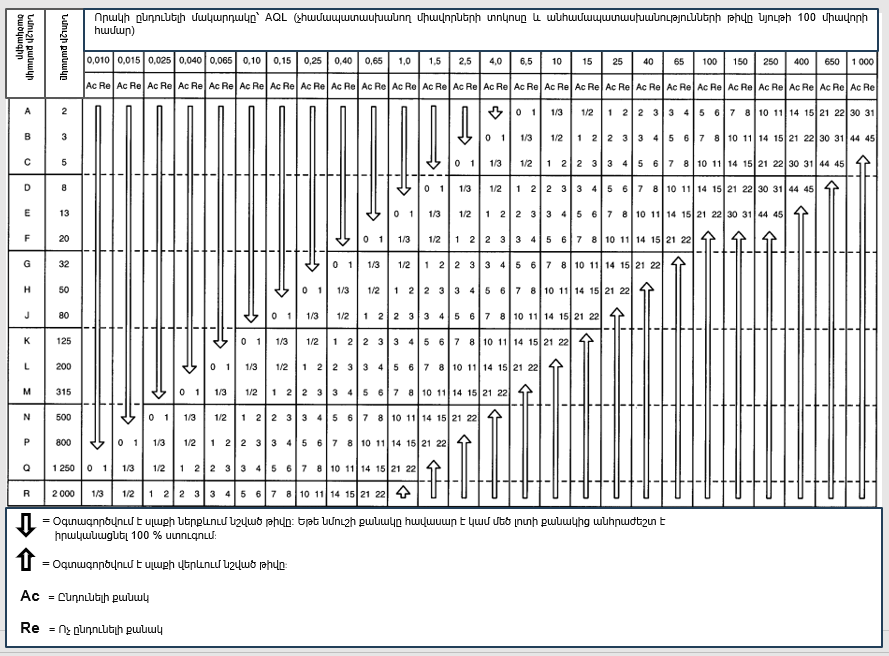 Որակի ընդունելի մակարդակը՝ AQL (չհամապատասխանող միավորների տոկոսը և անհամապատասխանությունների թիվը նյութի 100 միավորի
համար)
0,010 0,015 0,025 0,040 0,065 0,10 0,15 0,25 0,40 0,65 1,0 1,5 2,5 4,0 6,5 10 15 25 40 65 100 150 250 400 650 1 000
Ac Re Ac Re Ac Re Ac Re Ac Re Ac Re Ac Re Ac Re Ac Re Ac Re Ac Re Ac Re Ac Re Ac Re Ac Re Ac Re Ac Re Ac Re Ac Re Ac Re Ac Re Ac Re Ac Re Ac Re Ac Re Ac Re
A 2 0 1 1/3 1/2 1 2 2 3 3 4 5 6 7 8 10 11 14 15 21 22 30 31
B 3 0 1 1/3 1/2 1 2 2 3 3 4 5 6 7 8 10 11 14 15 21 22 30 31 44 45
C 5 0 1 1/3 1/2 1 2 2 3 3 4 5 6 7 8 10 11 14 15 21 22 30 31 44 45
D 8 0 1 1/3 1/2 1 2 2 3 3 4 5 6 7 8 10 11 14 15 21 22 30 31 44 45
E 13 0 1 1/3 1/2 1 2 2 3 3 4 5 6 7 8 10 11 14 15 21 22 30 31 44 45
F 20 0 1 1/3 1/2 1 2 2 3 3 4 5 6 7 8 10 11 14 15 21 22
G 32 0 1 1/3 1/2 1 2 2 3 3 4 5 6 7 8 10 11 14 15 21 22
H 50 0 1 1/3 1/2 1 2 2 3 3 4 5 6 7 8 10 11 14 15 21 22
J 80 0 1 1/3 1/2 1 2 2 3 3 4 5 6 7 8 10 11 14 15 21 22
K 125 0 1 1/3 1/2 1 2 2 3 3 4 5 6 7 8 10 11 14 15 21 22
L 200 0 1 1/3 1/2 1 2 2 3 3 4 5 6 7 8 10 11 14 15 21 22
M 315 0 1 1/3 1/2 1 2 2 3 3 4 5 6 7 8 10 11 14 15 21 22
N 500 0 1 1/3 1/2 1 2 2 3 3 4 5 6 7 8 10 11 14 15 21 22
P 800 0 1 1/3 1/2 1 2 2 3 3 4 5 6 7 8 10 11 14 15 21 22
Q 1 250 0 1 1/3 1/2 1 2 2 3 3 4 5 6 7 8 10 11 14 15 21 22
R 2 000 1/3 1/2 1 2 2 3 3 4 5 6 7 8 10 11 14 15 21 22
= Օգտագործվում է սլաքի ներքևում նշված թիվը: Եթե նմուշի քանակը հավասար է կամ մեծ լոտի քանակից անհրաժեշտ է
իրականացնել 100 % ստուգում:
= Օգտագործվում է սլաքի վերևում նշված թիվը:
Ac = Ընդունելի քանակ
Re = Ոչ ընդունելի քանակ